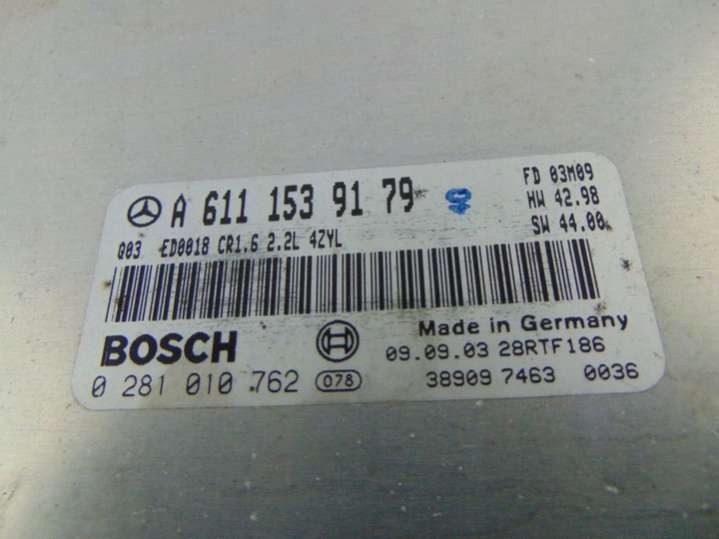 A 611 153 91 79
FD 03M09
HW 42.98
SW 44.00
Q03 ED0018 CR1.6 2.2L 4ZYL
BOSCH
Made in Germany
09.09.03 28RTF186
0 281 010 762 078
38909 7463 0036